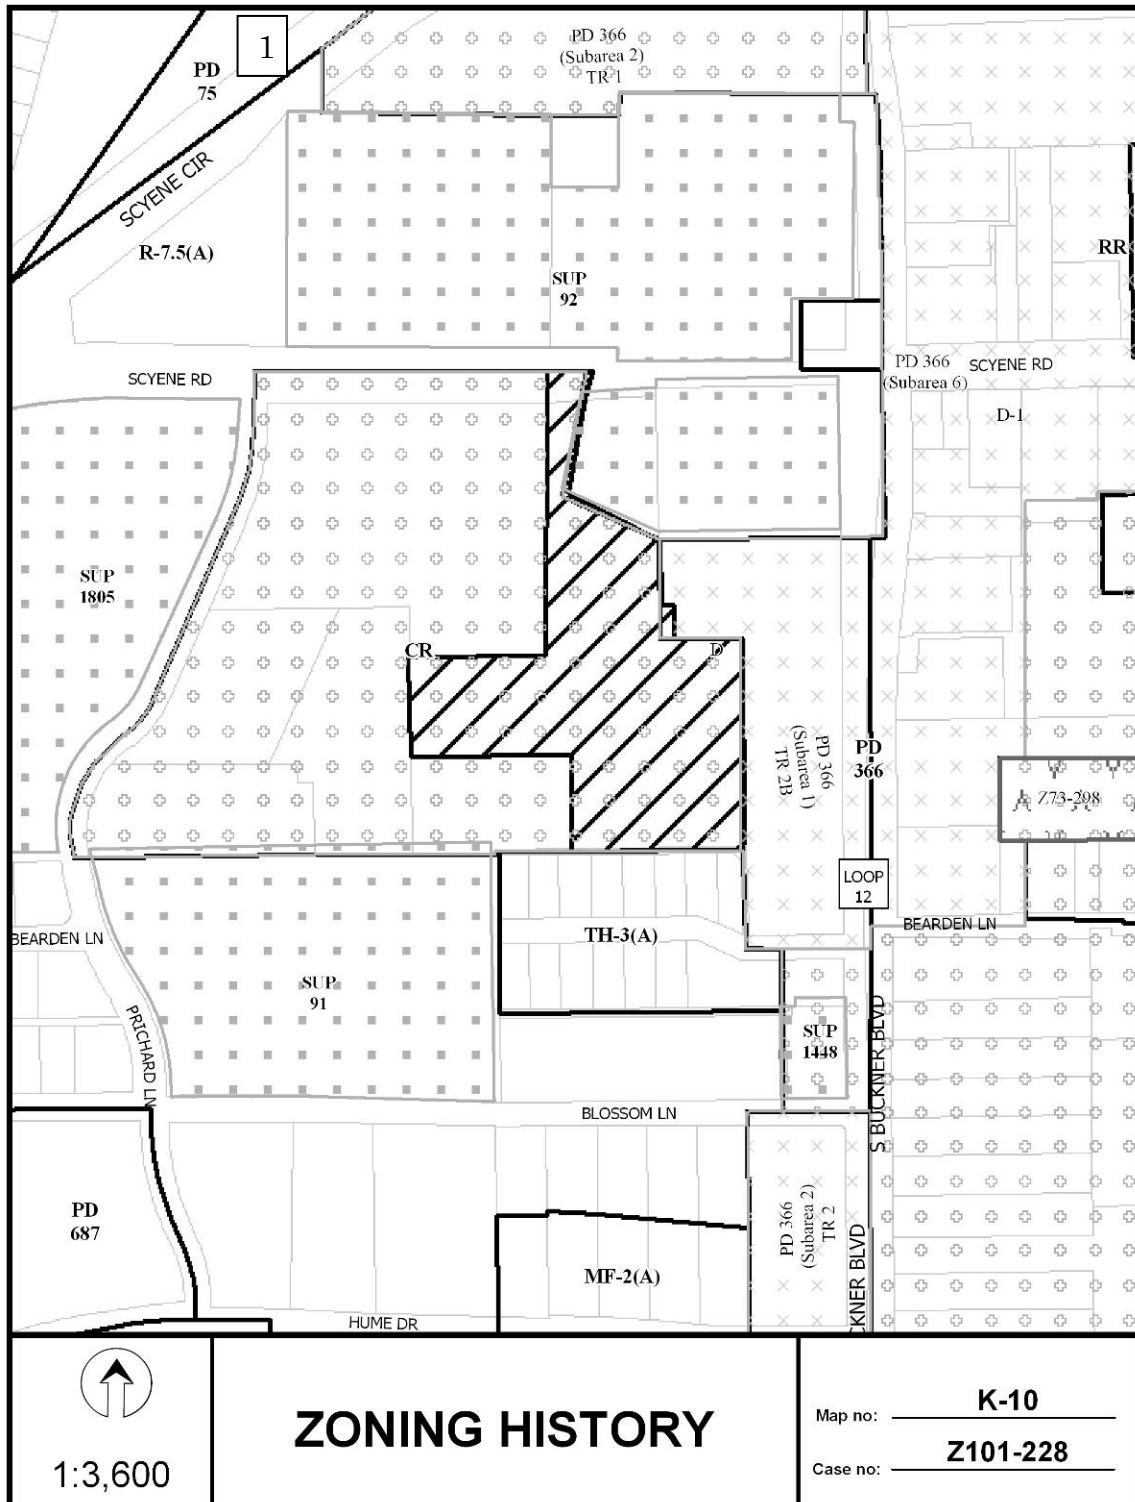 1
PD 366
(Subarea 2)
TR 1
PD
75
SCYENE CIR
R-7.5(A)
RR
SUP
92
SCYENE RD
PD 366
(Subarea 6)
SCYENE RD
D-1
SUP
1805
CR
D
PD 366
(Subarea 1)
TR 2B
PD
366
Z73-298
LOOP
12
BEARDEN LN
TH-3(A)
BEARDEN LN
SUP
91
PRICHARD LN
SUP
1448
S BUCKNER BLVD
BLOSSOM LN
PD
687
PD 366
(Subarea 2)
TR 2
MF-2(A)
CKNER BLVD
HUME DR
1:3,600
ZONING HISTORY
Map no: K-10
Case no: Z101-228